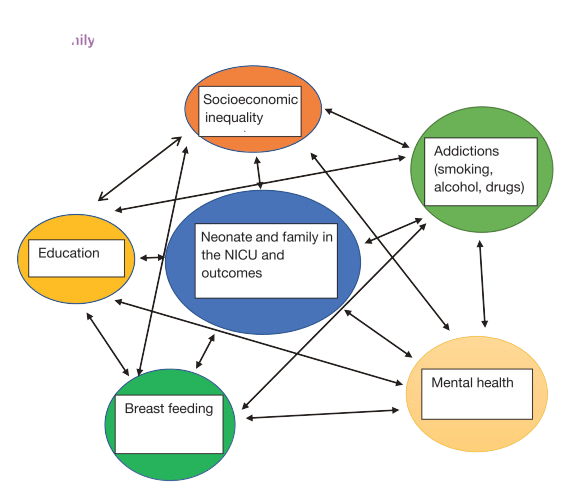 Socioeconomic
inequality
Addictions
(smoking,
alcohol, drugs)
Neonate and family in
the NICU and
outcomes
Education
Mental health
Breast feeding